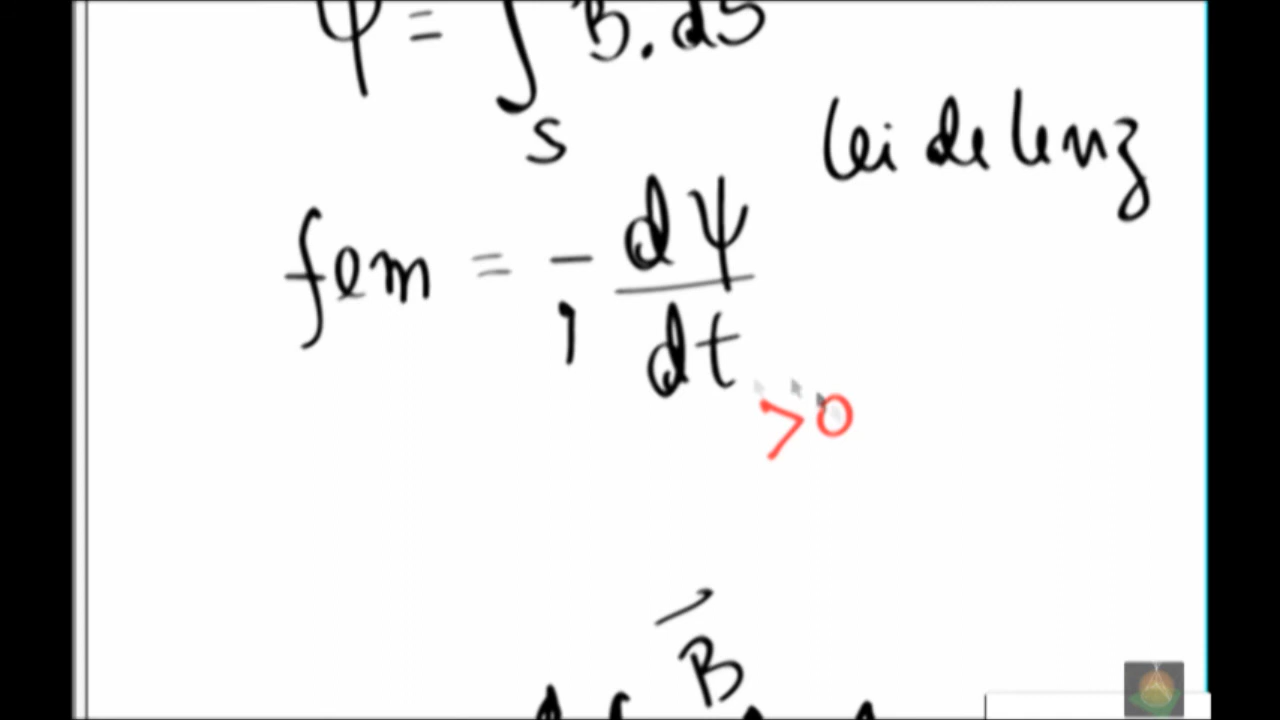 ψ = ∫ B . dS
s
lei de lenz
fem = - dψ
dt
>0
B